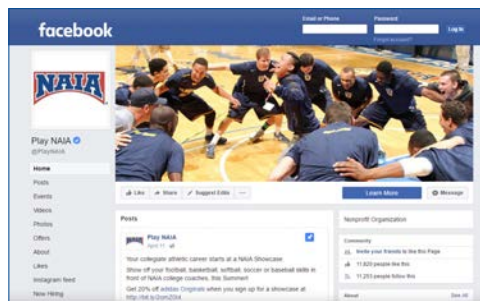 facebook
Email or Phone
Password
Log In
Forgot account?
NAIA
Play NAIA
@PlayNAIA
Home
Posts
Events
Videos
Photos
Offers
About
Likes
Instagram feed
Now Hiring
Like
Share
Suggest Edits
Learn More
Message
Posts
NAIA
Play NAIA
April 11
Your collegiate athletic career starts at a NAIA Showcase.
Show off your football, basketball, softball, soccer or baseball skills in
front of NAIA college coaches, this Summer!
Get 20% off adidas Originals when you sign up for a showcase at
Nonprofit Organization
Community
Invite your friends to like this Page
11,820 people like this
11,253 people follow this
About
See All